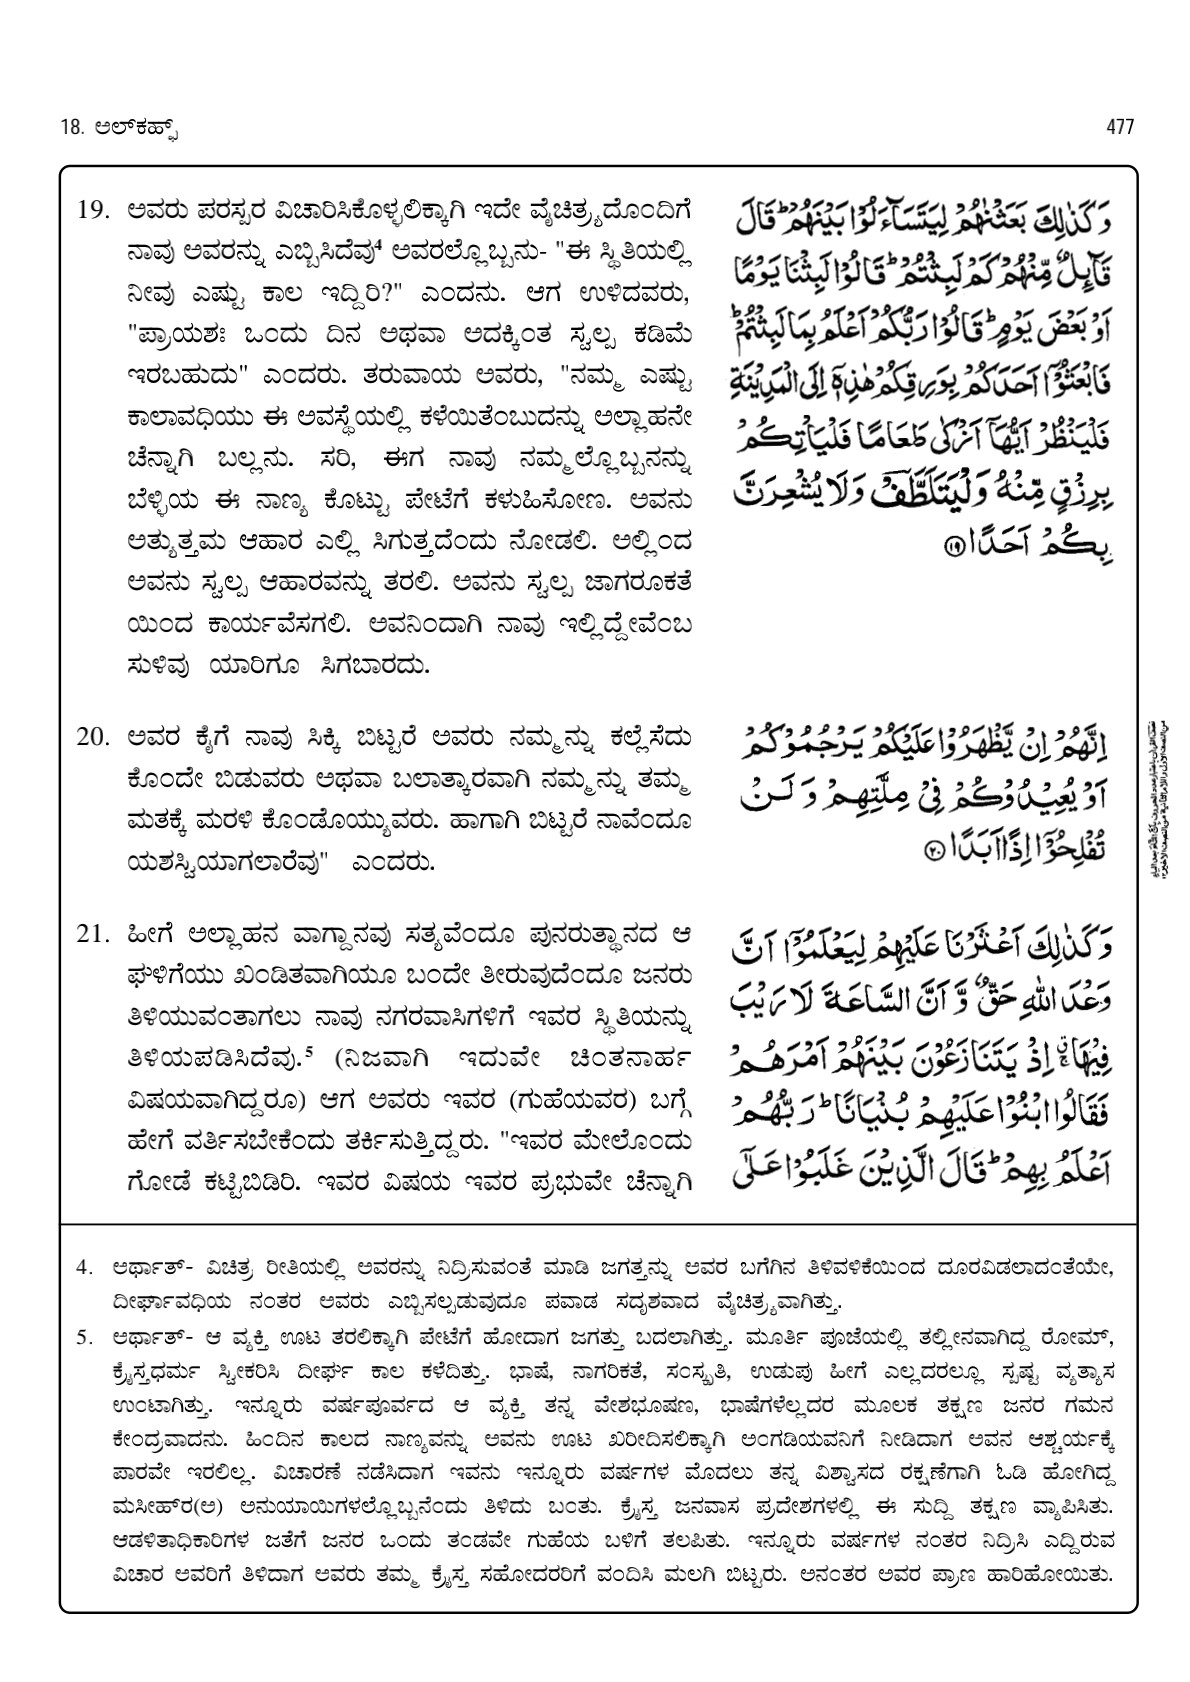 18. ಅಲ್‌ಕಹ್ಫ್
477
19. ಅವರು ಪರಸ್ಪರ ವಿಚಾರಿಸಿಕೊಳ್ಳಲಿಕ್ಕಾಗಿ ಇದೇ ವೈಚಿತ್ರ್ಯದೊಂದಿಗೆ
ನಾವು ಅವರನ್ನು ಎಬ್ಬಿಸಿದೆವು⁴ ಅವರಲ್ಲೊಬ್ಬನು- "ಈ ಸ್ಥಿತಿಯಲ್ಲಿ
ನೀವು ಎಷ್ಟು ಕಾಲ ಇದ್ದಿರಿ?" ಎಂದನು. ಆಗ ಉಳಿದವರು,
"ಪ್ರಾಯಶಃ ಒಂದು ದಿನ ಅಥವಾ ಅದಕ್ಕಿಂತ ಸ್ವಲ್ಪ ಕಡಿಮೆ
ಇರಬಹುದು" ಎಂದರು. ತರುವಾಯ ಅವರು, "ನಮ್ಮ ಎಷ್ಟು
ಕಾಲಾವಧಿಯು ಈ ಅವಸ್ಥೆಯಲ್ಲಿ ಕಳೆಯಿತೆಂಬುದನ್ನು ಅಲ್ಲಾಹನೇ
ಚೆನ್ನಾಗಿ ಬಲ್ಲನು. ಸರಿ, ಈಗ ನಾವು ನಮ್ಮಲ್ಲೊಬ್ಬನನ್ನು
ಬೆಳ್ಳಿಯ ಈ ನಾಣ್ಯ ಕೊಟ್ಟು ಪೇಟೆಗೆ ಕಳುಹಿಸೋಣ. ಅವನು
ಅತ್ಯುತ್ತಮ ಆಹಾರ ಎಲ್ಲಿ ಸಿಗುತ್ತದೆಂದು ನೋಡಲಿ. ಅಲ್ಲಿಂದ
ಅವನು ಸ್ವಲ್ಪ ಆಹಾರವನ್ನು ತರಲಿ. ಅವನು ಸ್ವಲ್ಪ ಜಾಗರೂಕತೆ
ಯಿಂದ ಕಾರ್ಯವೆಸಗಲಿ. ಅವನಿಂದಾಗಿ ನಾವು ಇಲ್ಲಿದ್ದೇವೆಂಬ
ಸುಳಿವು ಯಾರಿಗೂ ಸಿಗಬಾರದು.
وَكَذٰلِكَ بَعَثْنٰهُمْ لِيَتَسَآءَلُوْا بَيْنَهُمْ ؕ قَالَ
قَآئِلٌ مِّنْهُمْ كَمْ لَبِثْتُمْ ؕ قَالُوْا لَبِثْنَا يَوْمًا
اَوْ بَعْضَ يَوْمٍ ؕ قَالُوْا رَبُّكُمْ اَعْلَمُ بِمَا لَبِثْتُمْ ؕ
فَابْعَثُوْۤا اَحَدَكُمْ بِوَرِقِكُمْ هٰذِهٖۤ اِلَى الْمَدِيْنَةِ
فَلْيَنْظُرْ اَيُّهَاۤ اَزْكٰى طَعَامًا فَلْيَاْتِكُمْ
بِرِزْقٍ مِّنْهُ وَلْيَتَلَطَّفْ وَلَا يُشْعِرَنَّ
بِكُمْ اَحَدًا ﴿۱۹﴾
20. ಅವರ ಕೈಗೆ ನಾವು ಸಿಕ್ಕಿ ಬಿಟ್ಟರೆ ಅವರು ನಮ್ಮನ್ನು ಕಲ್ಲೆಸೆದು
ಕೊಂದೇ ಬಿಡುವರು ಅಥವಾ ಬಲಾತ್ಕಾರವಾಗಿ ನಮ್ಮನ್ನು ತಮ್ಮ
ಮತಕ್ಕೆ ಮರಳಿ ಕೊಂಡೊಯ್ಯುವರು. ಹಾಗಾಗಿ ಬಿಟ್ಟರೆ ನಾವೆಂದೂ
ಯಶಸ್ವಿಯಾಗಲಾರೆವು" ಎಂದರು.
اِنَّهُمْ اِنْ يَّظْهَرُوْا عَلَيْكُمْ يَرْجُمُوْكُمْ
اَوْ يُعِيْدُوْكُمْ فِيْ مِلَّتِهِمْ وَلَنْ
تُفْلِحُوْۤا اِذًا اَبَدًا ﴿۲۰﴾
21. ಹೀಗೆ ಅಲ್ಲಾಹನ ವಾಗ್ದಾನವು ಸತ್ಯವೆಂದೂ ಪುನರುತ್ಥಾನದ ಆ
ಘಳಿಗೆಯು ಖಂಡಿತವಾಗಿಯೂ ಬಂದೇ ತೀರುವುದೆಂದೂ ಜನರು
ತಿಳಿಯುವಂತಾಗಲು ನಾವು ನಗರವಾಸಿಗಳಿಗೆ ಇವರ ಸ್ಥಿತಿಯನ್ನು
ತಿಳಿಯಪಡಿಸಿದೆವು.⁵ (ನಿಜವಾಗಿ ಇದುವೇ ಚಿಂತನಾರ್ಹ
ವಿಷಯವಾಗಿದ್ದರೂ) ಆಗ ಅವರು ಇವರ (ಗುಹೆಯವರ) ಬಗ್ಗೆ
ಹೇಗೆ ವರ್ತಿಸಬೇಕೆಂದು ತರ್ಕಿಸುತ್ತಿದ್ದರು. "ಇವರ ಮೇಲೊಂದು
ಗೋಡೆ ಕಟ್ಟಿಬಿಡಿರಿ. ಇವರ ವಿಷಯ ಇವರ ಪ್ರಭುವೇ ಚೆನ್ನಾಗಿ
وَكَذٰلِكَ اَعْثَرْنَا عَلَيْهِمْ لِيَعْلَمُوْۤا اَنَّ
وَعْدَ اللّٰهِ حَقٌّ وَّاَنَّ السَّاعَةَ لَا رَيْبَ
فِيْهَا ۚ اِذْ يَتَنَازَعُوْنَ بَيْنَهُمْ اَمْرَهُمْ
فَقَالُوا ابْنُوْا عَلَيْهِمْ بُنْيَانًا ؕ رَبُّهُمْ
اَعْلَمُ بِهِمْ ؕ قَالَ الَّذِيْنَ غَلَبُوْا عَلٰۤى
4. ಅರ್ಥಾತ್- ವಿಚಿತ್ರ ರೀತಿಯಲ್ಲಿ ಅವರನ್ನು ನಿದ್ರಿಸುವಂತೆ ಮಾಡಿ ಜಗತ್ತನ್ನು ಅವರ ಬಗೆಗಿನ ತಿಳಿವಳಿಕೆಯಿಂದ ದೂರವಿಡಲಾದಂತೆಯೇ,
ದೀರ್ಘಾವಧಿಯ ನಂತರ ಅವರು ಎಬ್ಬಿಸಲ್ಪಡುವುದೂ ಪವಾಡ ಸದೃಶವಾದ ವೈಚಿತ್ರ್ಯವಾಗಿತ್ತು.
5. ಅರ್ಥಾತ್- ಆ ವ್ಯಕ್ತಿ ಊಟ ತರಲಿಕ್ಕಾಗಿ ಪೇಟೆಗೆ ಹೋದಾಗ ಜಗತ್ತು ಬದಲಾಗಿತ್ತು. ಮೂರ್ತಿ ಪೂಜೆಯಲ್ಲಿ ತಲ್ಲೀನವಾಗಿದ್ದ ರೋಮ್,
ಕ್ರೈಸ್ತಧರ್ಮ ಸ್ವೀಕರಿಸಿ ದೀರ್ಘ ಕಾಲ ಕಳೆದಿತ್ತು. ಭಾಷೆ, ನಾಗರಿಕತೆ, ಸಂಸ್ಕೃತಿ, ಉಡುಪು ಹೀಗೆ ಎಲ್ಲದರಲ್ಲೂ ಸ್ಪಷ್ಟ ವ್ಯತ್ಯಾಸ
ಉಂಟಾಗಿತ್ತು. ಇನ್ನೂರು ವರ್ಷಪೂರ್ವದ ಆ ವ್ಯಕ್ತಿ ತನ್ನ ವೇಶಭೂಷಣ, ಭಾಷೆಗಳೆಲ್ಲದರ ಮೂಲಕ ತಕ್ಷಣ ಜನರ ಗಮನ
ಕೇಂದ್ರವಾದನು. ಹಿಂದಿನ ಕಾಲದ ನಾಣ್ಯವನ್ನು ಅವನು ಊಟ ಖರೀದಿಸಲಿಕ್ಕಾಗಿ ಅಂಗಡಿಯವನಿಗೆ ನೀಡಿದಾಗ ಅವನ ಆಶ್ಚರ್ಯಕ್ಕೆ
ಪಾರವೇ ಇರಲಿಲ್ಲ. ವಿಚಾರಣೆ ನಡೆಸಿದಾಗ ಇವನು ಇನ್ನೂರು ವರ್ಷಗಳ ಮೊದಲು ತನ್ನ ವಿಶ್ವಾಸದ ರಕ್ಷಣೆಗಾಗಿ ಓಡಿ ಹೋಗಿದ್ದ
ಮಸೀಹ್‌ರ(ಅ) ಅನುಯಾಯಿಗಳಲ್ಲೊಬ್ಬನೆಂದು ತಿಳಿದು ಬಂತು. ಕ್ರೈಸ್ತ ಜನವಾಸ ಪ್ರದೇಶಗಳಲ್ಲಿ ಈ ಸುದ್ದಿ ತಕ್ಷಣ ವ್ಯಾಪಿಸಿತು.
ಆಡಳಿತಾಧಿಕಾರಿಗಳ ಜತೆಗೆ ಜನರ ಒಂದು ತಂಡವೇ ಗುಹೆಯ ಬಳಿಗೆ ತಲಪಿತು. ಇನ್ನೂರು ವರ್ಷಗಳ ನಂತರ ನಿದ್ರಿಸಿ ಎದ್ದಿರುವ
ವಿಚಾರ ಅವರಿಗೆ ತಿಳಿದಾಗ ಅವರು ತಮ್ಮ ಕ್ರೈಸ್ತ ಸಹೋದರರಿಗೆ ವಂದಿಸಿ ಮಲಗಿ ಬಿಟ್ಟರು. ಅನಂತರ ಅವರ ಪ್ರಾಣ ಹಾರಿಹೋಯಿತು.